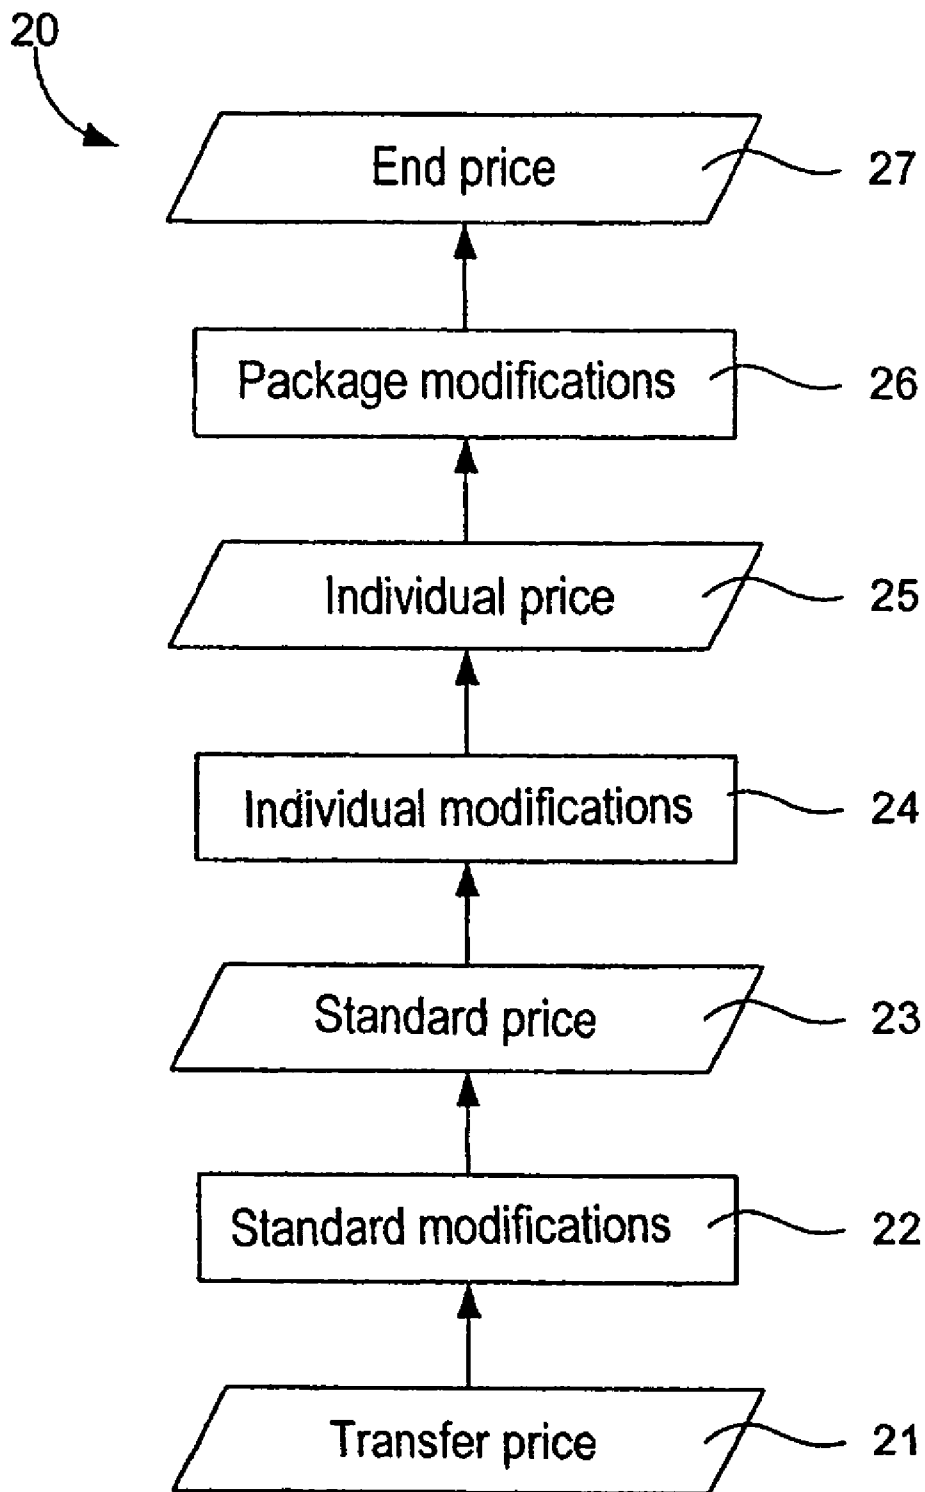 20
End price
27
Package modifications
26
Individual price
25
Individual modifications
24
Standard price
23
Standard modifications
22
Transfer price
21